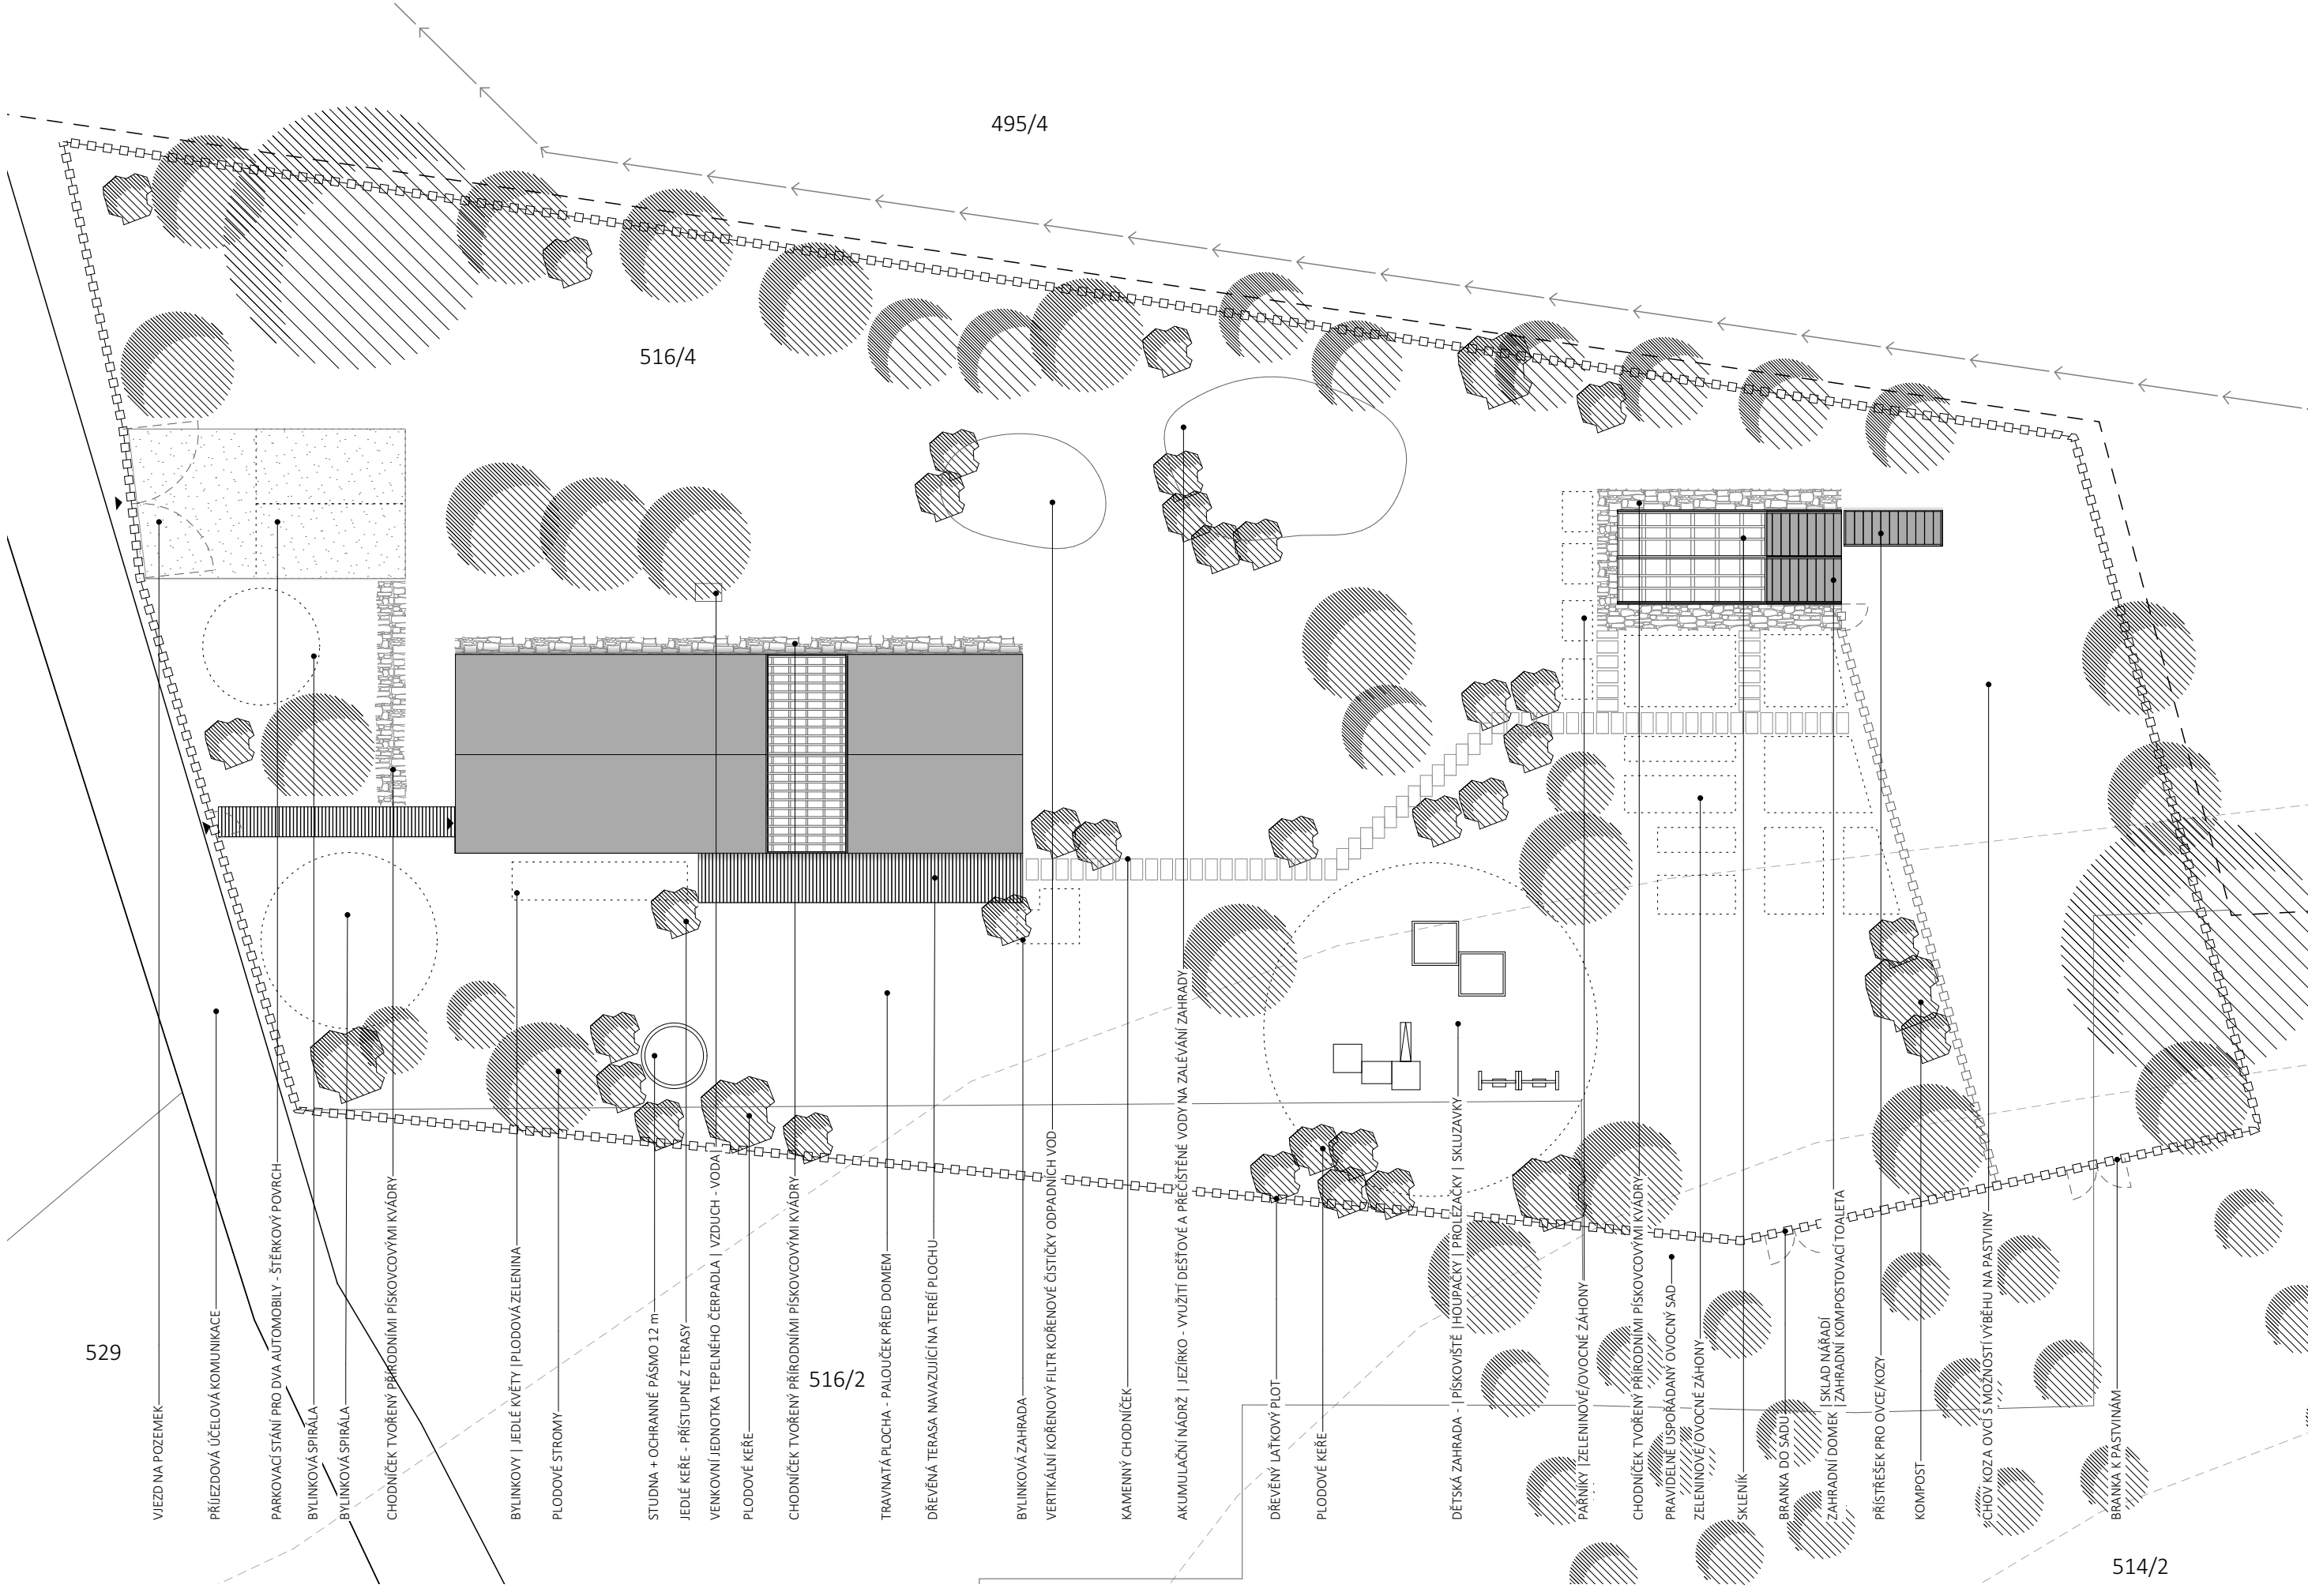 495/4
516/4
529
516/2
514/2
VJEZD NA POZEMEK
PŘÍJEZDOVÁ ÚČELOVÁ KOMUNIKACE
PARKOVACÍ STÁNÍ PRO DVA AUTOMOBILY - ŠTĚRKOVÝ POVRCH
BYLINKOVÁ SPIRÁLA
BYLINKOVÁ SPIRÁLA
CHODNÍČEK TVOŘENÝ PŘÍRODNÍMI PÍSKOVCOVÝMI KVÁDRY
BYLINKOVY | JEDLÉ KVĚTY | PLODOVÁ ZELENINA
PLODOVÉ STROMY
STUDNA + OCHRANNÉ PÁSMO 12 m
JEDLÉ KEŘE - PŘÍSTUPNÉ Z TERASY
VENKOVNÍ JEDNOTKA TEPELNÉHO ČERPADLA | VZDUCH - VODA
PLODOVÉ KEŘE
CHODNÍČEK TVOŘENÝ PŘÍRODNÍMI PÍSKOVCOVÝMI KVÁDRY
TRAVNATÁ PLOCHA - PALOUČEK PŘED DOMEM
DŘEVĚNÁ TERASA NAVAZUJÍCÍ NA TERÉÍ PLOCHU
BYLINKOVÁ ZAHRADA
VERTIKÁLNÍ KOŘENOVÝ FILTR KOŘENOVÉ ČISTIČKY ODPADNÍCH VOD
KAMENNÝ CHODNÍČEK
AKUMULAČNÍ NÁDRŽ | JEZÍRKO - VYUŽITÍ DEŠŤOVÉ A PŘEČIŠTĚNÉ VODY NA ZALÉVÁNÍ ZAHRADY
DŘEVĚNÝ LAŤKOVÝ PLOT
PLODOVÉ KEŘE
DĚTSKÁ ZAHRADA - | PÍSKOVIŠTĚ | HOUPAČKY | PROLÉZAČKY | SKLUZAVKY
PAŘNÍKY | ZELENINOVÉ/OVOCNÉ ZÁHONY
CHODNÍČEK TVOŘENÝ PŘÍRODNÍMI PÍSKOVCOVÝMI KVÁDRY
PRAVIDELNĚ USPOŘÁDANÝ OVOCNÝ SAD
ZELENINOVÉ/OVOCNÉ ZÁHONY
SKLENÍK
BRANKA DO SADU
ZAHRADNÍ DOMEK | SKLAD NÁŘADÍ
| ZAHRADNÍ KOMPOSTOVACÍ TOALETA
PŘÍSTŘEŠEK PRO OVCE/KOZY
KOMPOST
CHOV KOZ A OVCÍ S MOŽNOSTÍ VÝBĚHU NA PASTVINY
BRANKA K PASTVINÁM